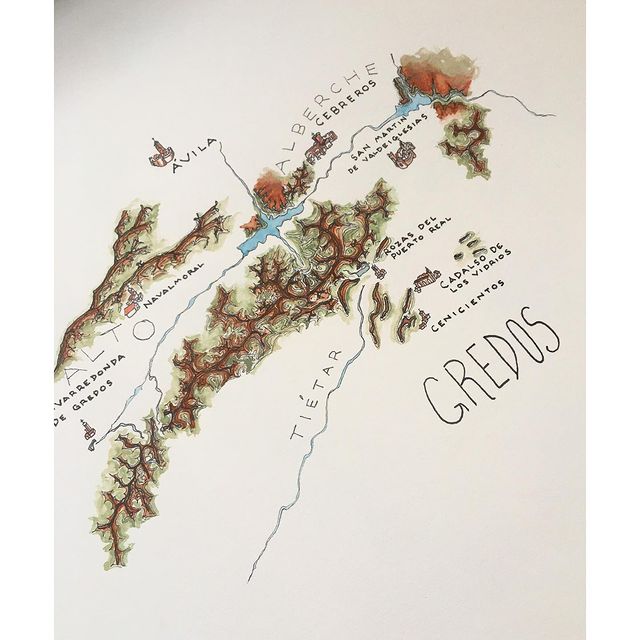 ALBERCHE
CEBREROS
SAN MARTIN
DE VALDEIGLESIAS
ÁVILA
ROZAS DEL
PUERTO REAL
CADALSO DE
LOS VIDRIOS
CENICIENTOS
NAVALMORAL
ALTO
VARREDONDA
DE GREDOS
TIÉTAR
GREDOS